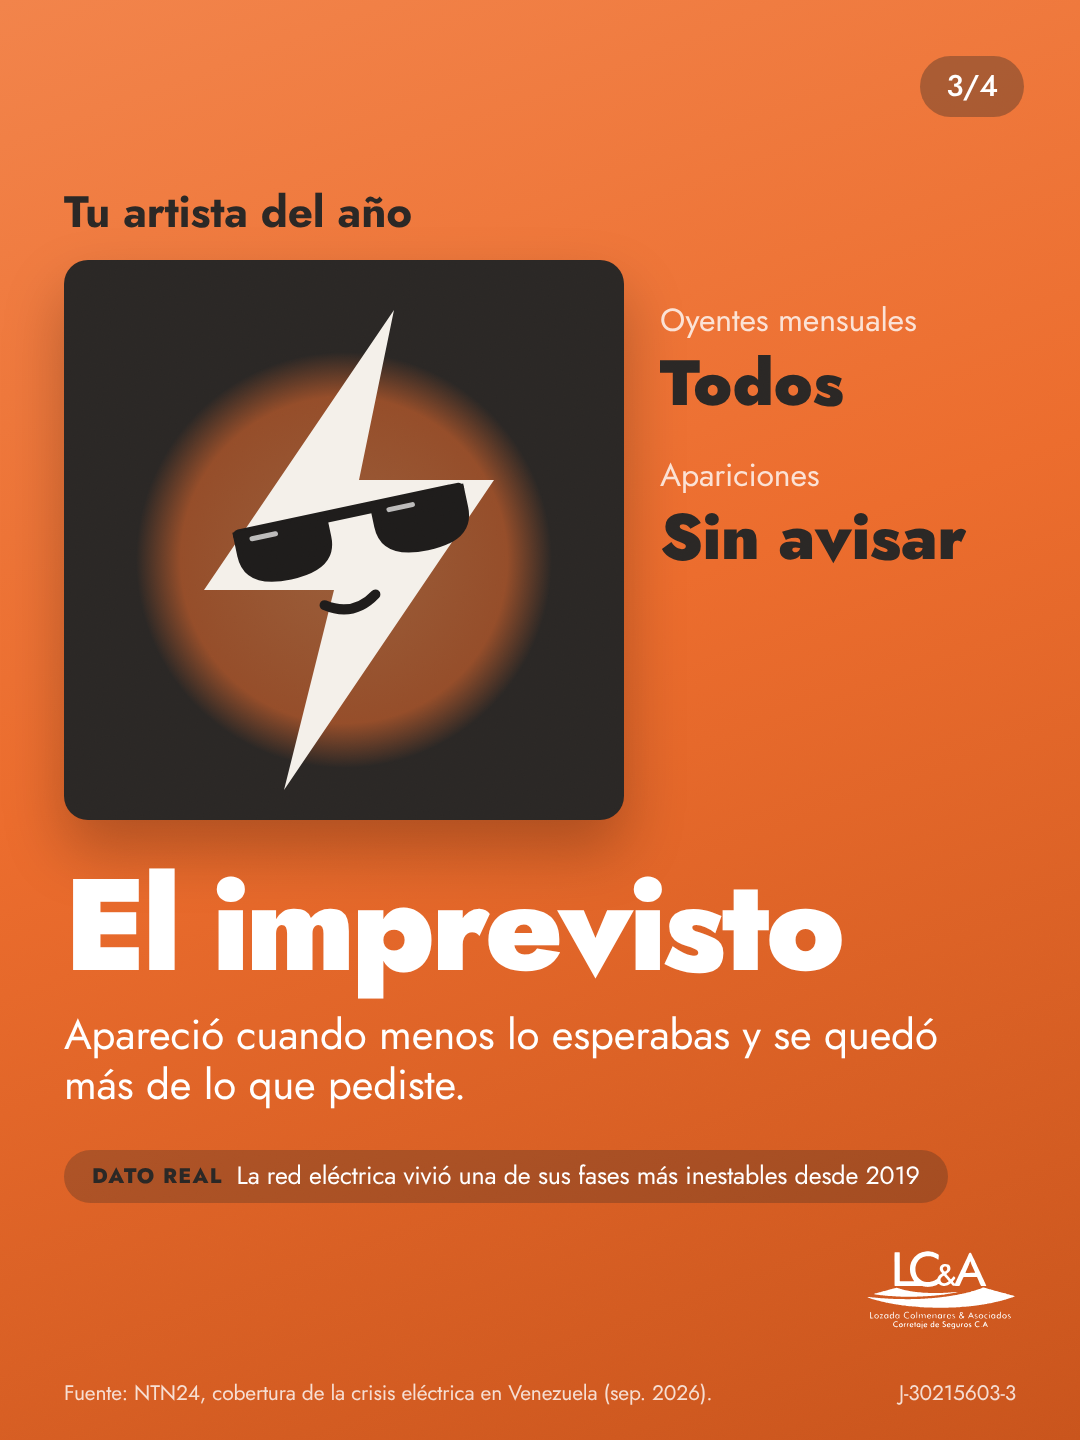 3/4
Tu artista del año
Oyentes mensuales
Todos
Apariciones
Sin avisar
El imprevisto
Apareció cuando menos lo esperabas y se quedó
más de lo que pediste.
DATO REAL La red eléctrica vivió una de sus fases más inestables desde 2019
LC&A
Lozada Colmenares & Asociados
Corretaje de Seguros C.A
Fuente: NTN24, cobertura de la crisis eléctrica en Venezuela (sep. 2026).
J-30215603-3